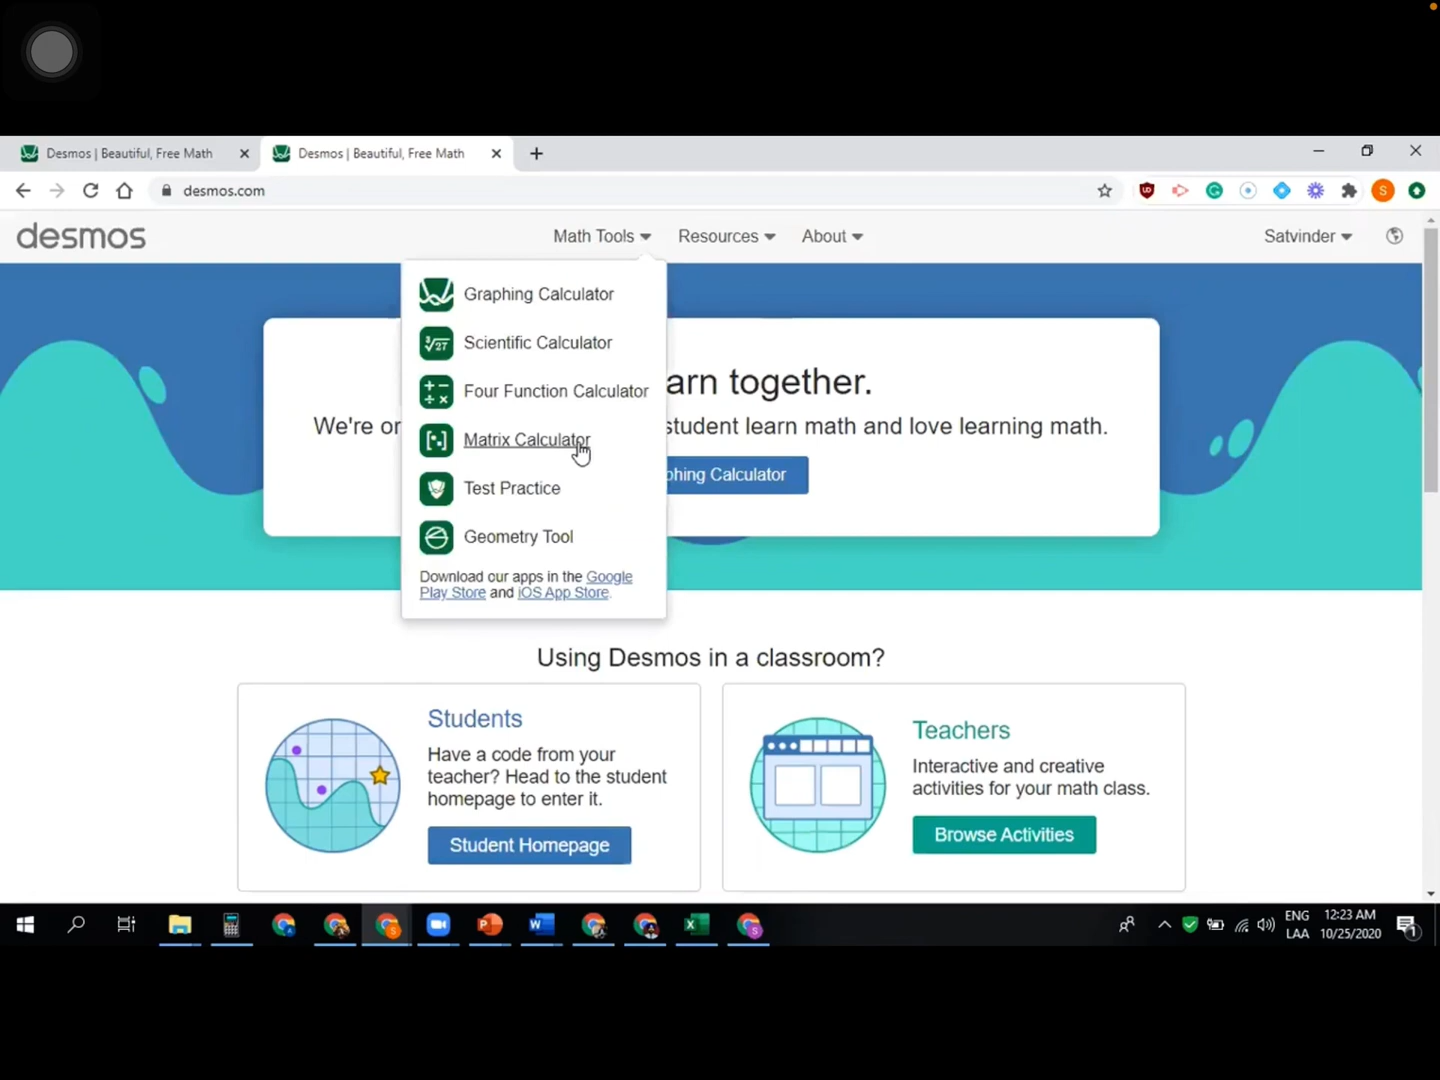 Desmos | Beautiful, Free Math
Desmos | Beautiful, Free Math
desmos.com
S
desmos
Math Tools
Resources
About
Satvinder
Graphing Calculator
Scientific Calculator
Four Function Calculator
Matrix Calculator
Test Practice
Geometry Tool
Download our apps in the Google
Play Store and iOS App Store.
arn together.
We're or
student learn math and love learning math.
phing Calculator
Using Desmos in a classroom?
Students
Have a code from your
teacher? Head to the student
homepage to enter it.
Student Homepage
Teachers
Interactive and creative
activities for your math class.
Browse Activities
ENG
LAA
12:23 AM
10/25/2020
1